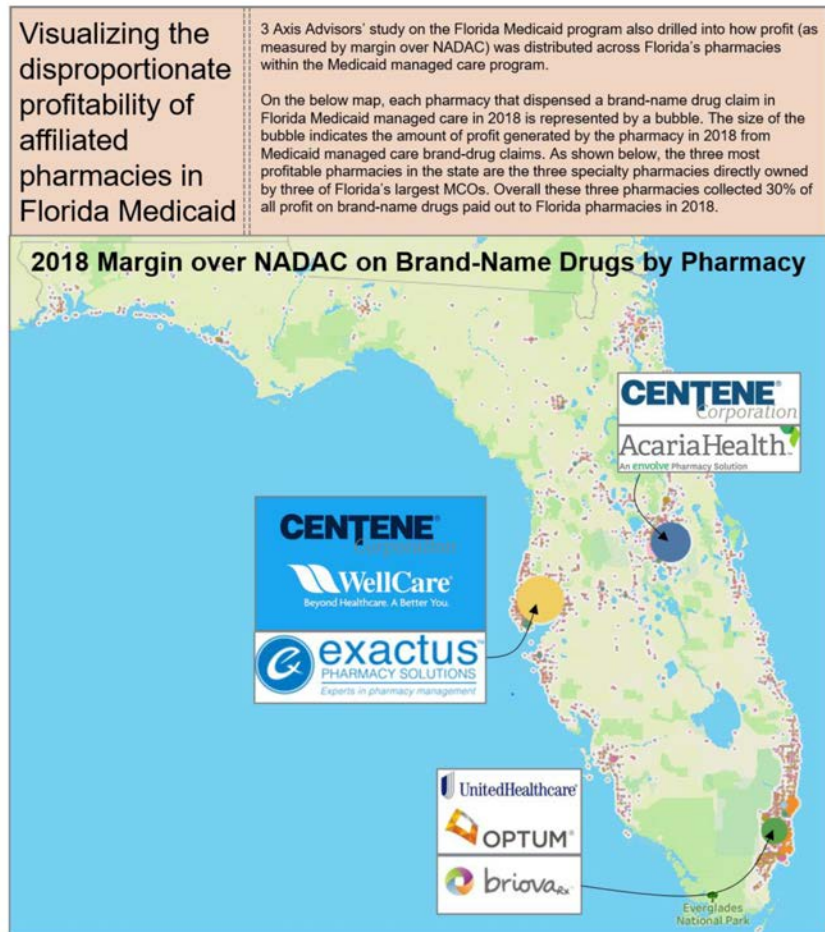 Visualizing the
disproportionate
profitability of
affiliated
pharmacies in
Florida Medicaid
3 Axis Advisors' study on the Florida Medicaid program also drilled into how profit (as
measured by margin over NADAC) was distributed across Florida's pharmacies
within the Medicaid managed care program.
On the below map, each pharmacy that dispensed a brand-name drug claim in
Florida Medicaid managed care in 2018 is represented by a bubble. The size of the
bubble indicates the amount of profit generated by the pharmacy in 2018 from
Medicaid managed care brand-drug claims. As shown below, the three most
profitable pharmacies in the state are the three specialty pharmacies directly owned
by three of Florida's largest MCOs. Overall these three pharmacies collected 30% of
all profit on brand-name drugs paid out to Florida pharmacies in 2018.
2018 Margin over NADAC on Brand-Name Drugs by Pharmacy
CENTENE®
Corporation
AcariaHealth™
An envolve Pharmacy Solution
CENTENE®
Corporation
WellCare®
Beyond Healthcare. A Better You.
exactus™
PHARMACY SOLUTIONS
Experts in pharmacy management
UnitedHealthcare®
OPTUM®
briovaRx
Everglades
National Park